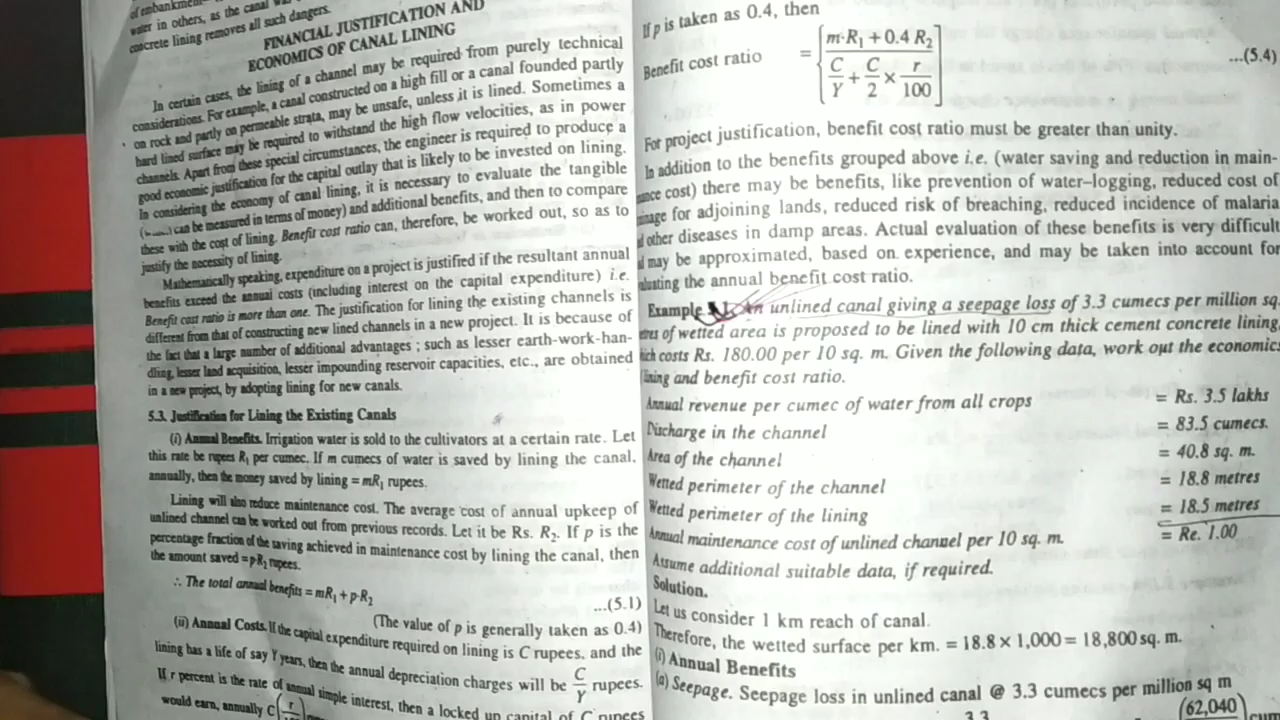 of embankment
water in others, as the canal
concrete lining removes all such dangers.
FINANCIAL JUSTIFICATION AND
ECONOMICS OF CANAL LINING
In certain cases, the lining of a channel may be required from purely technical
considerations. For example, a canal constructed on a high fill or a canal founded partly
on rock and partly on permeable strata, may be unsafe, unless it is lined. Sometimes a
hard lined surface may be required to withstand the high flow velocities, as in power
channels. Apart from these special circumstances, the engineer is required to produce a
good economic justification for the capital outlay that is likely to be invested on lining.
In considering the economy of canal lining, it is necessary to evaluate the tangible
can be measured in terms of money) and additional benefits, and then to compare
these with the cost of lining. Benefit cost ratio can, therefore, be worked out, so as to
justify the necessity of lining.
Mathematically speaking, expenditure on a project is justified if the resultant annual
benefits exceed the annual costs (including interest on the capital expenditure) i.e.
Benefit cost ratio is more than one. The justification for lining the existing channels is
different from that of constructing new lined channels in a new project. It is because of
the fact that a large number of additional advantages ; such as lesser earth-work-han-
dling, lesser land acquisition, lesser impounding reservoir capacities, etc., are obtained
in a new project, by adopting lining for new canals.
5.3. Justification for Lining the Existing Canals
(i) Annual Benefits. Irrigation water is sold to the cultivators at a certain rate. Let
this rate be rupees R₁ per cumec. If m cumecs of water is saved by lining the canal,
annually, then the money saved by lining = mR₁ rupees.
Lining will also reduce maintenance cost. The average cost of annual upkeep of
unlined channel can be worked out from previous records. Let it be Rs. R₂. If p is the
percentage fraction of the saving achieved in maintenance cost by lining the canal, then
the amount saved = pR₂ rupees.
∴ The total annual benefits = mR₁ + p·R₂ ...(5.1)
(The value of p is generally taken as 0.4)
(ii) Annual Costs. If the capital expenditure required on lining is C rupees, and the
lining has a life of say Y years, then the annual depreciation charges will be C/Y rupees.
If r percent is the rate of annual simple interest, then a locked up capital of C rupees
would earn, annually C(r/
If p is taken as 0.4, then
Benefit cost ratio = [(m·R₁ + 0.4 R₂) / (C/Y + C/2 × r/100)] ...(5.4)
For project justification, benefit cost ratio must be greater than unity.
In addition to the benefits grouped above i.e. (water saving and reduction in main-
ance cost) there may be benefits, like prevention of water-logging, reduced cost of
nage for adjoining lands, reduced risk of breaching, reduced incidence of malaria
other diseases in damp areas. Actual evaluation of these benefits is very difficult
may be approximated, based on experience, and may be taken into account for
luating the annual benefit cost ratio.
Example An unlined canal giving a seepage loss of 3.3 cumecs per million sq.
of wetted area is proposed to be lined with 10 cm thick cement concrete lining,
ich costs Rs. 180.00 per 10 sq. m. Given the following data, work out the economics
lining and benefit cost ratio.
Annual revenue per cumec of water from all crops = Rs. 3.5 lakhs
Discharge in the channel = 83.5 cumecs.
Area of the channel = 40.8 sq. m.
Wetted perimeter of the channel = 18.8 metres
Wetted perimeter of the lining = 18.5 metres
Annual maintenance cost of unlined channel per 10 sq. m. = Re. 1.00
Assume additional suitable data, if required.
Solution.
Let us consider 1 km reach of canal.
Therefore, the wetted surface per km. = 18.8 × 1,000 = 18,800 sq. m.
(i) Annual Benefits
(a) Seepage. Seepage loss in unlined canal @ 3.3 cumecs per million sq m
3.3 (62,040) cum